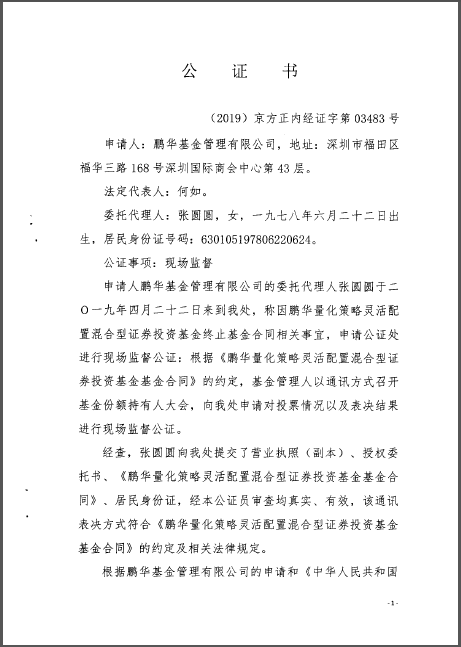 公 证 书
（2019）京方正内经证字第 03483 号
申请人：鹏华基金管理有限公司，地址：深圳市福田区
福华三路 168 号深圳国际商会中心第 43 层。
法定代表人：何如。
委托代理人：张圆圆，女，一九七八年六月二十二日出
生，居民身份证号码：630105197806220624。
公证事项：现场监督
申请人鹏华基金管理有限公司的委托代理人张圆圆于二
〇一九年四月二十二日来到我处，称因鹏华量化策略灵活配
置混合型证券投资基金终止基金合同相关事宜，申请公证处
进行现场监督公证：根据《鹏华量化策略灵活配置混合型证
券投资基金基金合同》的约定，基金管理人以通讯方式召开
基金份额持有人大会，向我处申请对投票情况以及表决结果
进行现场监督公证。
经查，张圆圆向我处提交了营业执照（副本）、授权委
托书、《鹏华量化策略灵活配置混合型证券投资基金基金合
同》、居民身份证，经本公证员审查均真实、有效，该通讯
表决方式符合《鹏华量化策略灵活配置混合型证券投资基金
基金合同》的约定及相关法律规定。
根据鹏华基金管理有限公司的申请和《中华人民共和国
-1-